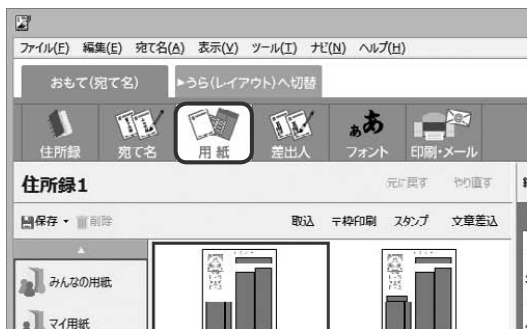 ファイル(F) 編集(E) 宛て名(A) 表示(V) ツール(T) ナビ(N) ヘルプ(H)
おもて(宛て名) ▶うら(レイアウト)へ切替
住所録 宛て名 用紙 差出人 フォント 印刷・メール
住所録1 元に戻す やり直す
保存 削除 取込 〒枠印刷 スタンプ 文章差込
みんなの用紙
マイ用紙